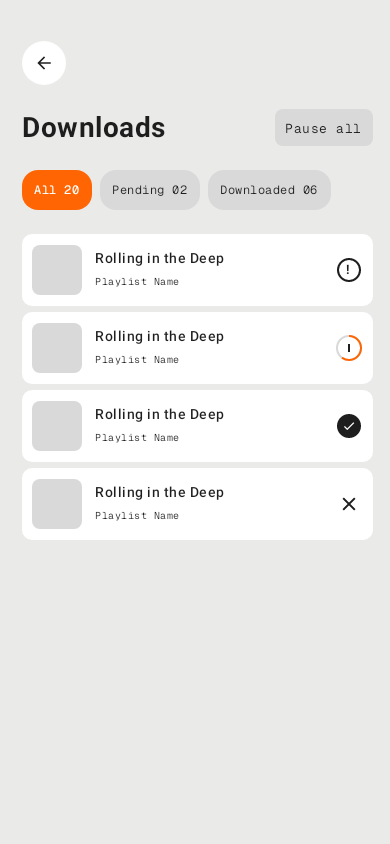 Downloads
Pause all
All 20
Pending 02
Downloaded 06
Rolling in the Deep
Playlist Name
Rolling in the Deep
Playlist Name
Rolling in the Deep
Playlist Name
Rolling in the Deep
Playlist Name